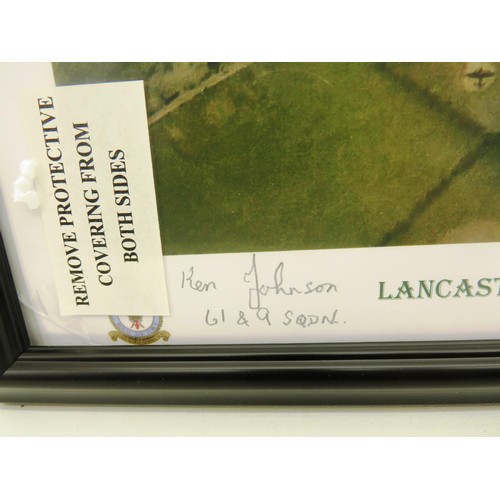 REMOVE PROTECTIVE
COVERING FROM
BOTH SIDES
Ken Johnson
61 & 9 SQDN.
LANCAST